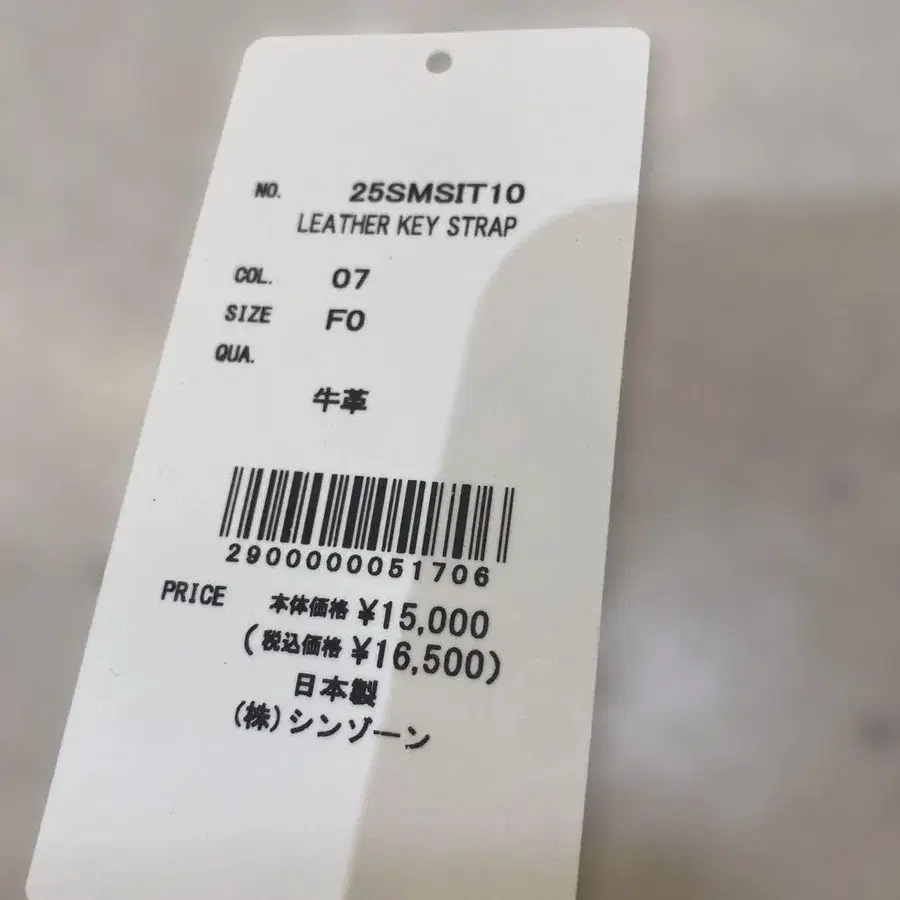 NO. 25SMSIT10
LEATHER KEY STRAP
COL. 07
SIZE F0
QUA.
牛革
2900000051706
PRICE 本体価格 ¥15,000
(税込価格 ¥16,500)
日本製
(株)シンゾーン